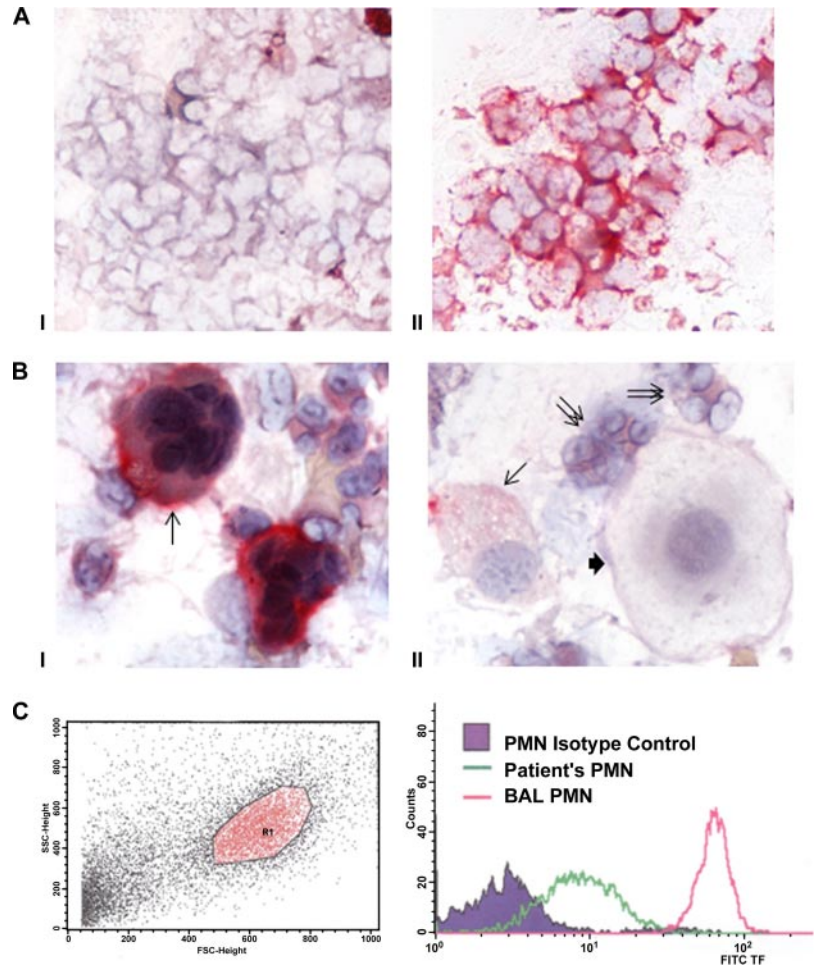 A
I
II
B
I
II
C
SSC-Height
0 200 400 600 800 1000
R1
0 200 400 600 800 1000
FSC-Height
Counts
0 20 40 60 80
PMN Isotype Control
Patient's PMN
BAL PMN
10⁰ 10¹ 10²
FITC TF